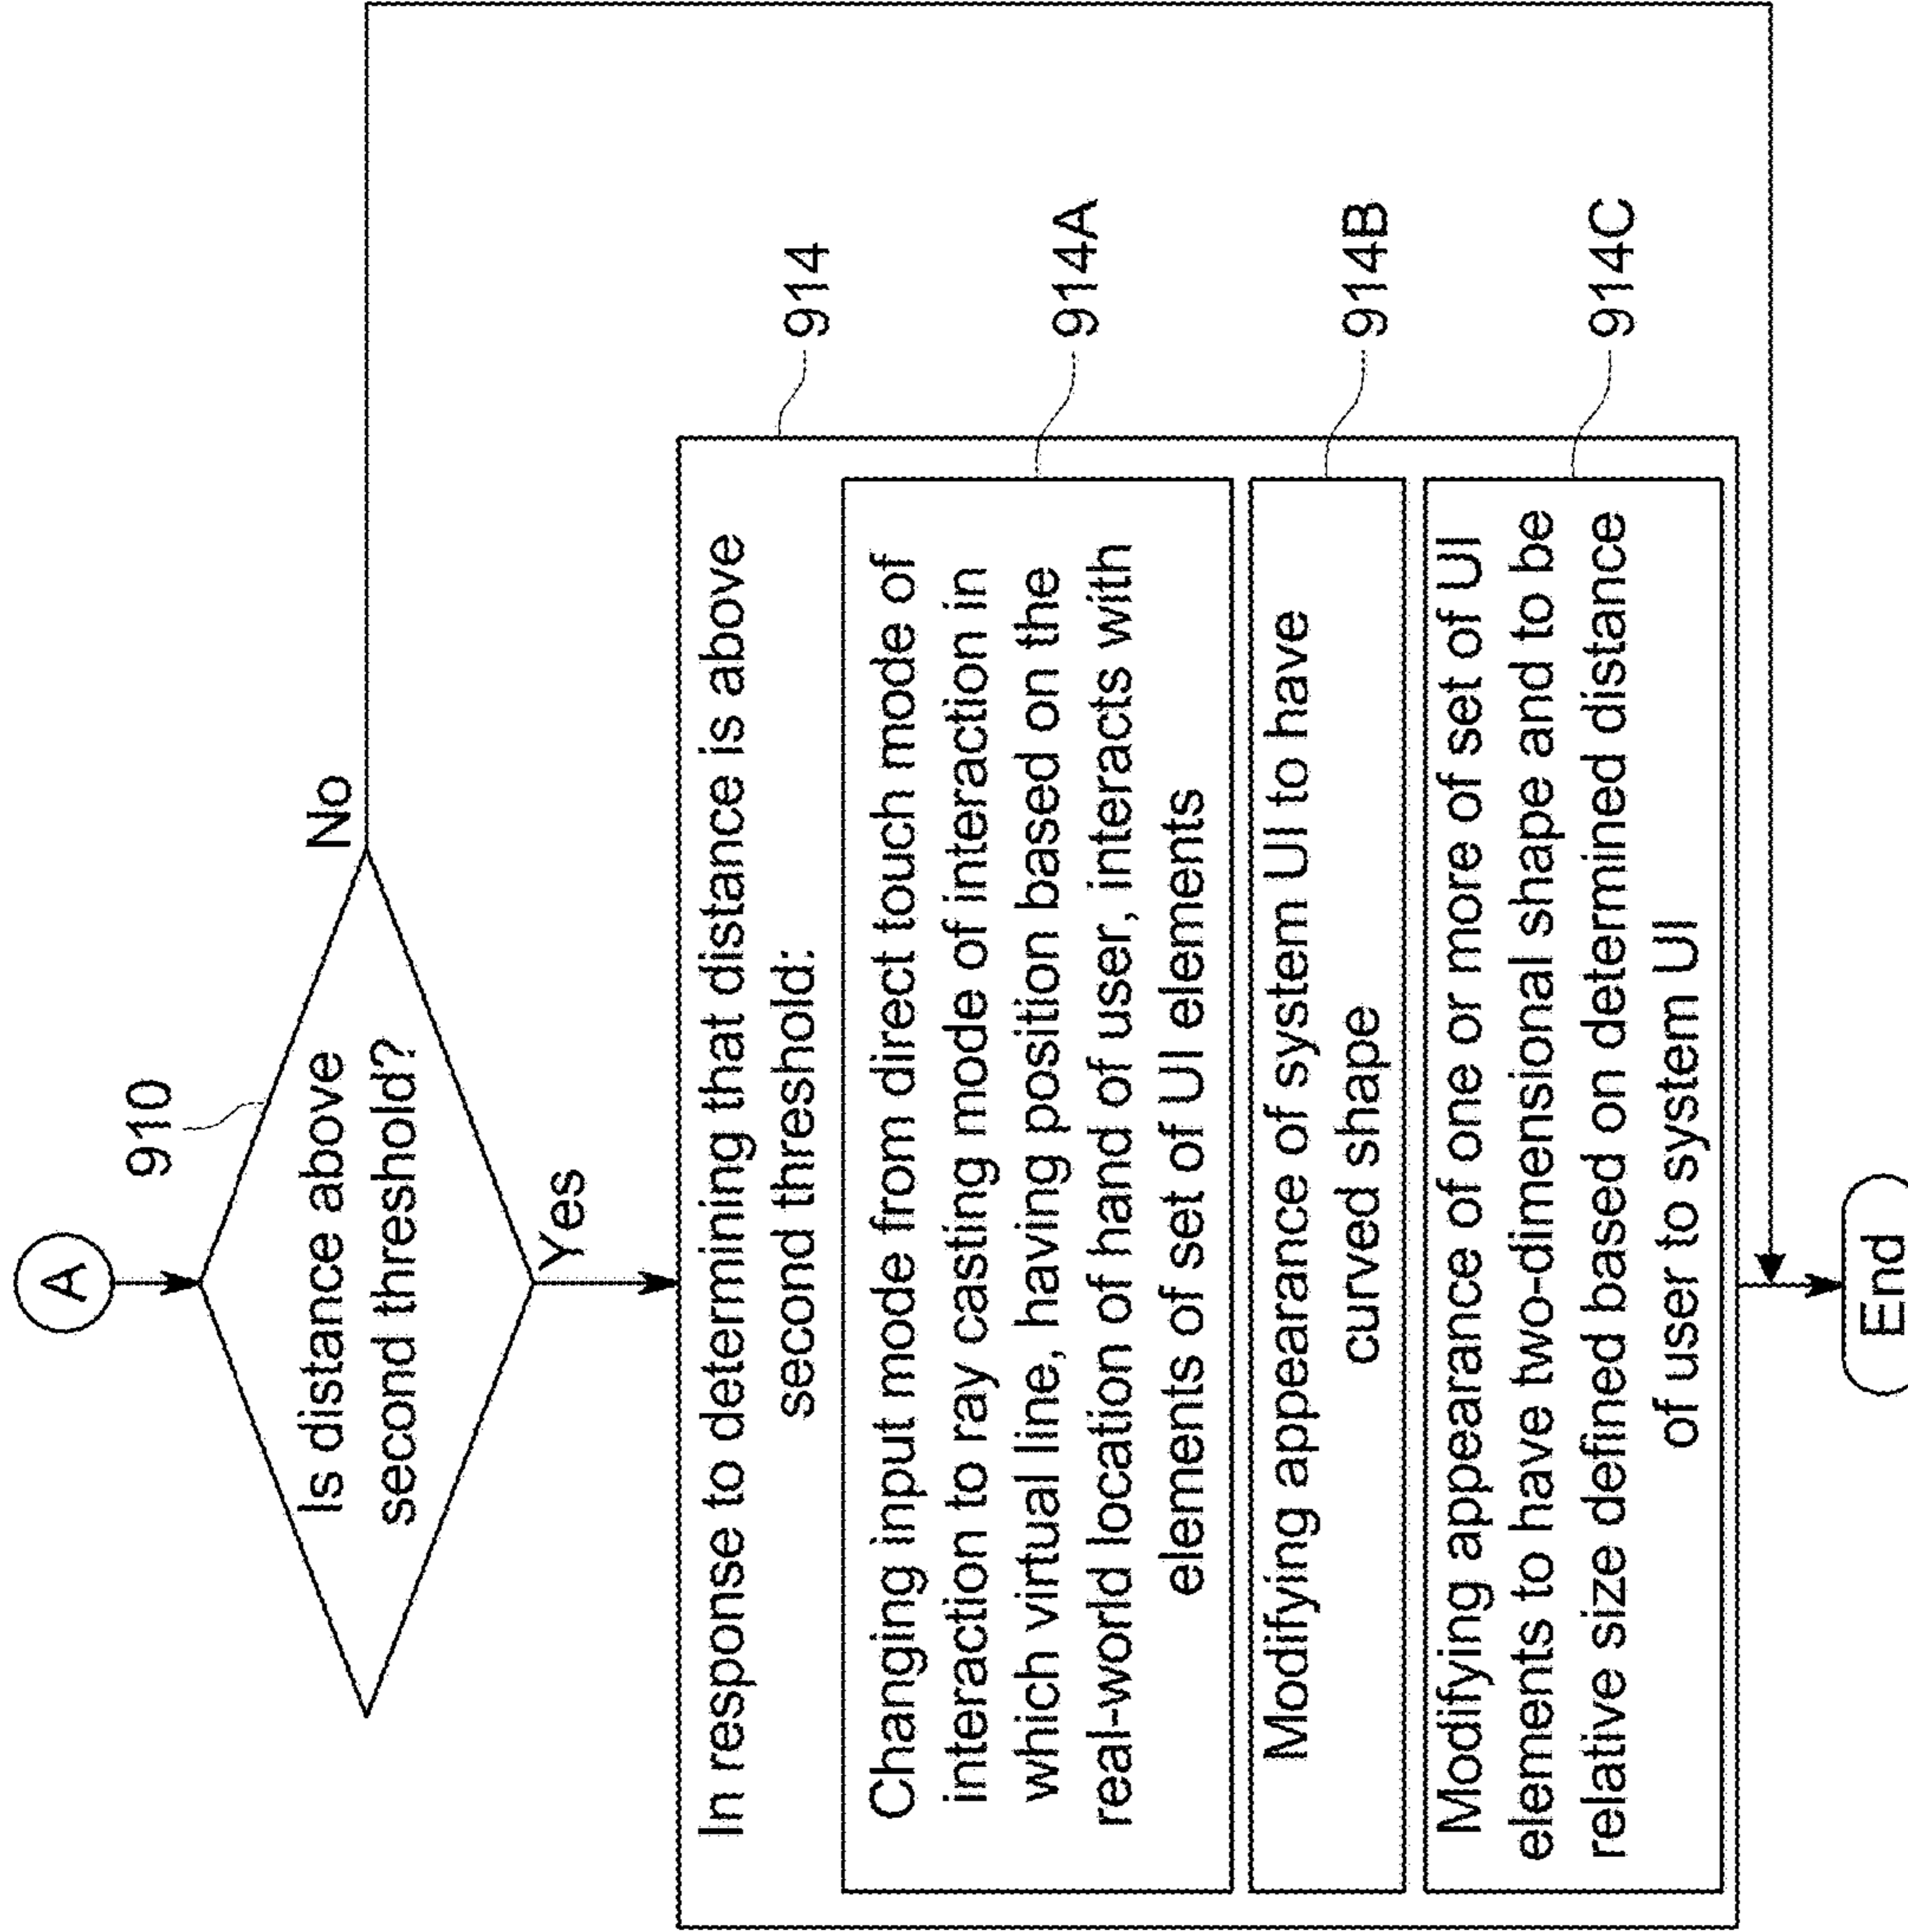 A
910
Is distance above
second threshold?
No
Yes
In response to determining that distance is above
second threshold:
914
Changing input mode from direct touch mode of
interaction to ray casting mode of interaction in
which virtual line, having position based on the
real-world location of hand of user, interacts with
elements of set of UI elements
914A
Modifying appearance of system UI to have
curved shape
914B
Modifying appearance of one or more of set of UI
elements to have two-dimensional shape and to be
relative size defined based on determined distance
of user to system UI
914C
End